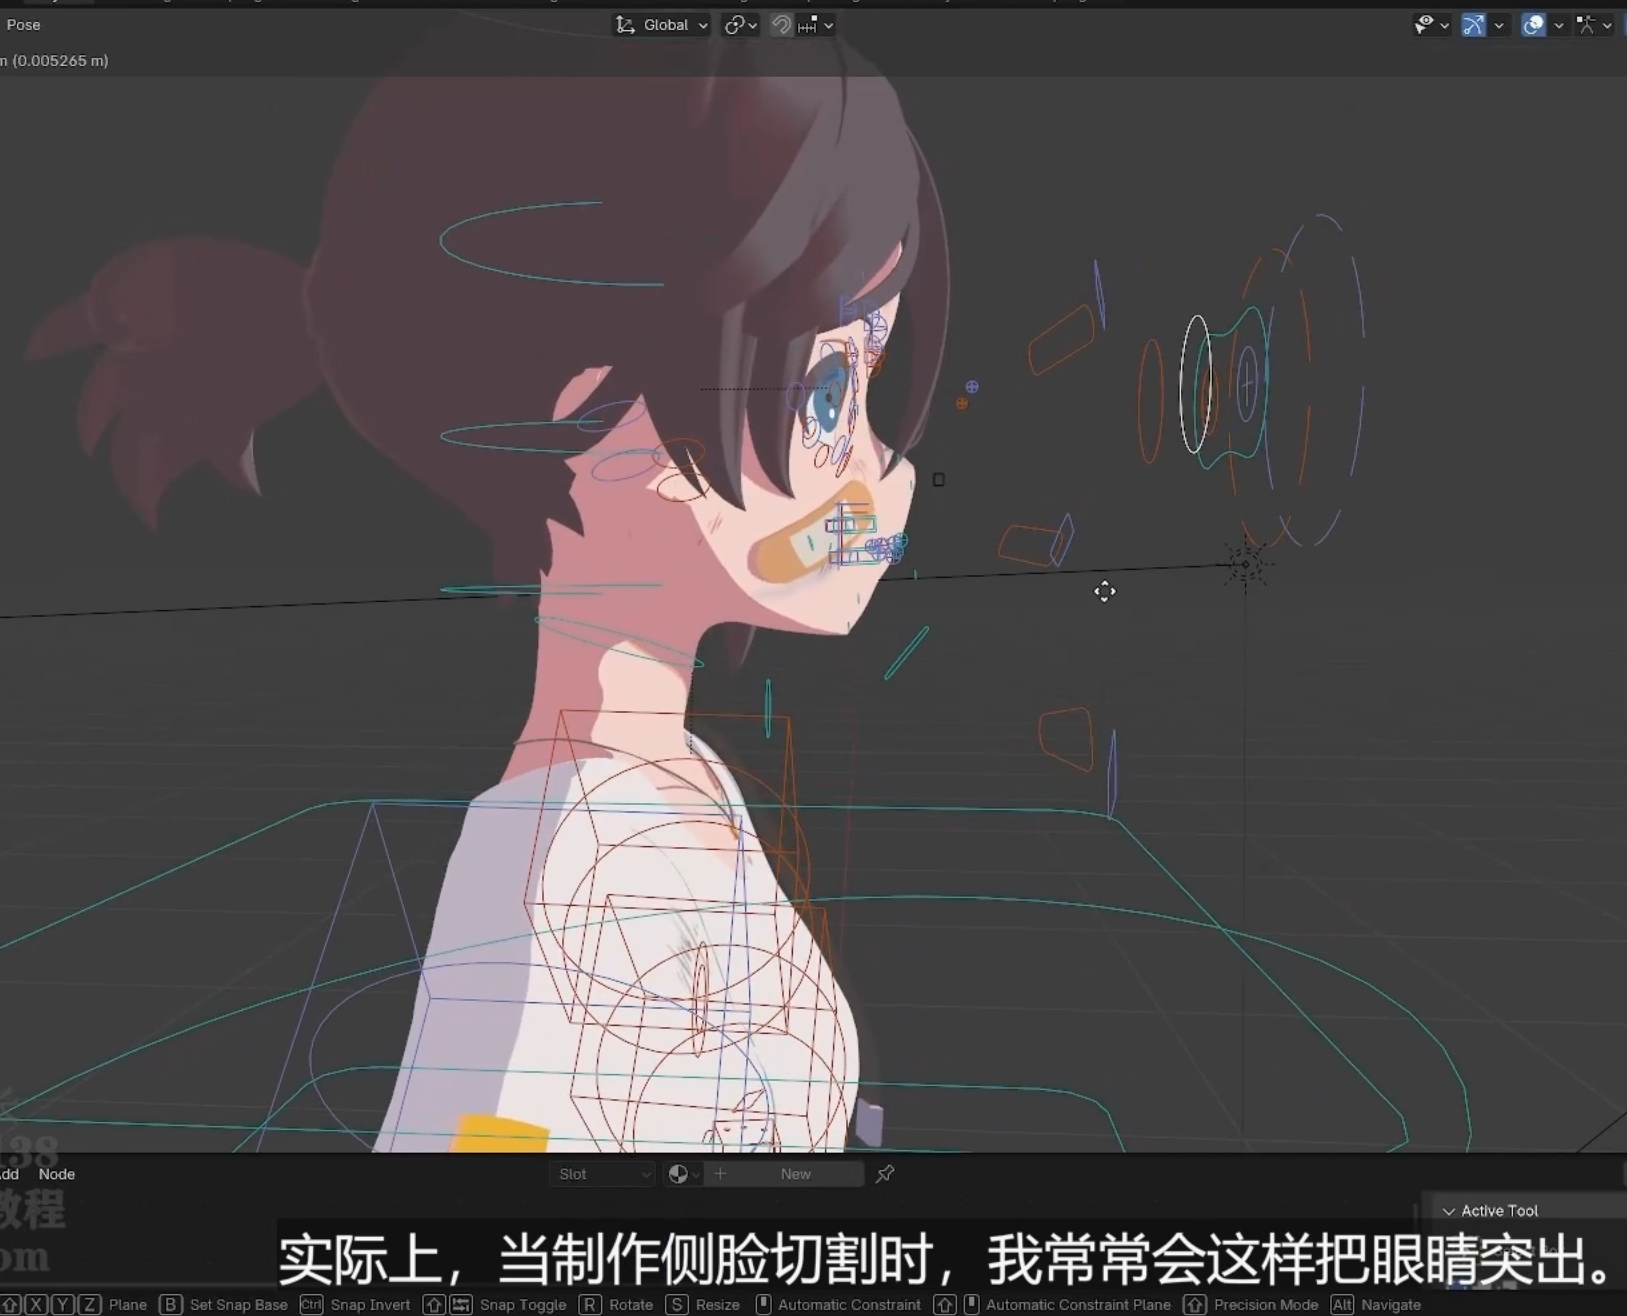 Pose
Global
m (0.005265 m)
138
dd Node
Slot
New
教程
Active Tool
om
实际上，当制作侧脸切割时，我常常会这样把眼睛突出。
X Y Z Plane B Set Snap Base Ctrl Snap Invert Snap Toggle R Rotate S Resize Automatic Constraint Automatic Constraint Plane Precision Mode Alt Navigate